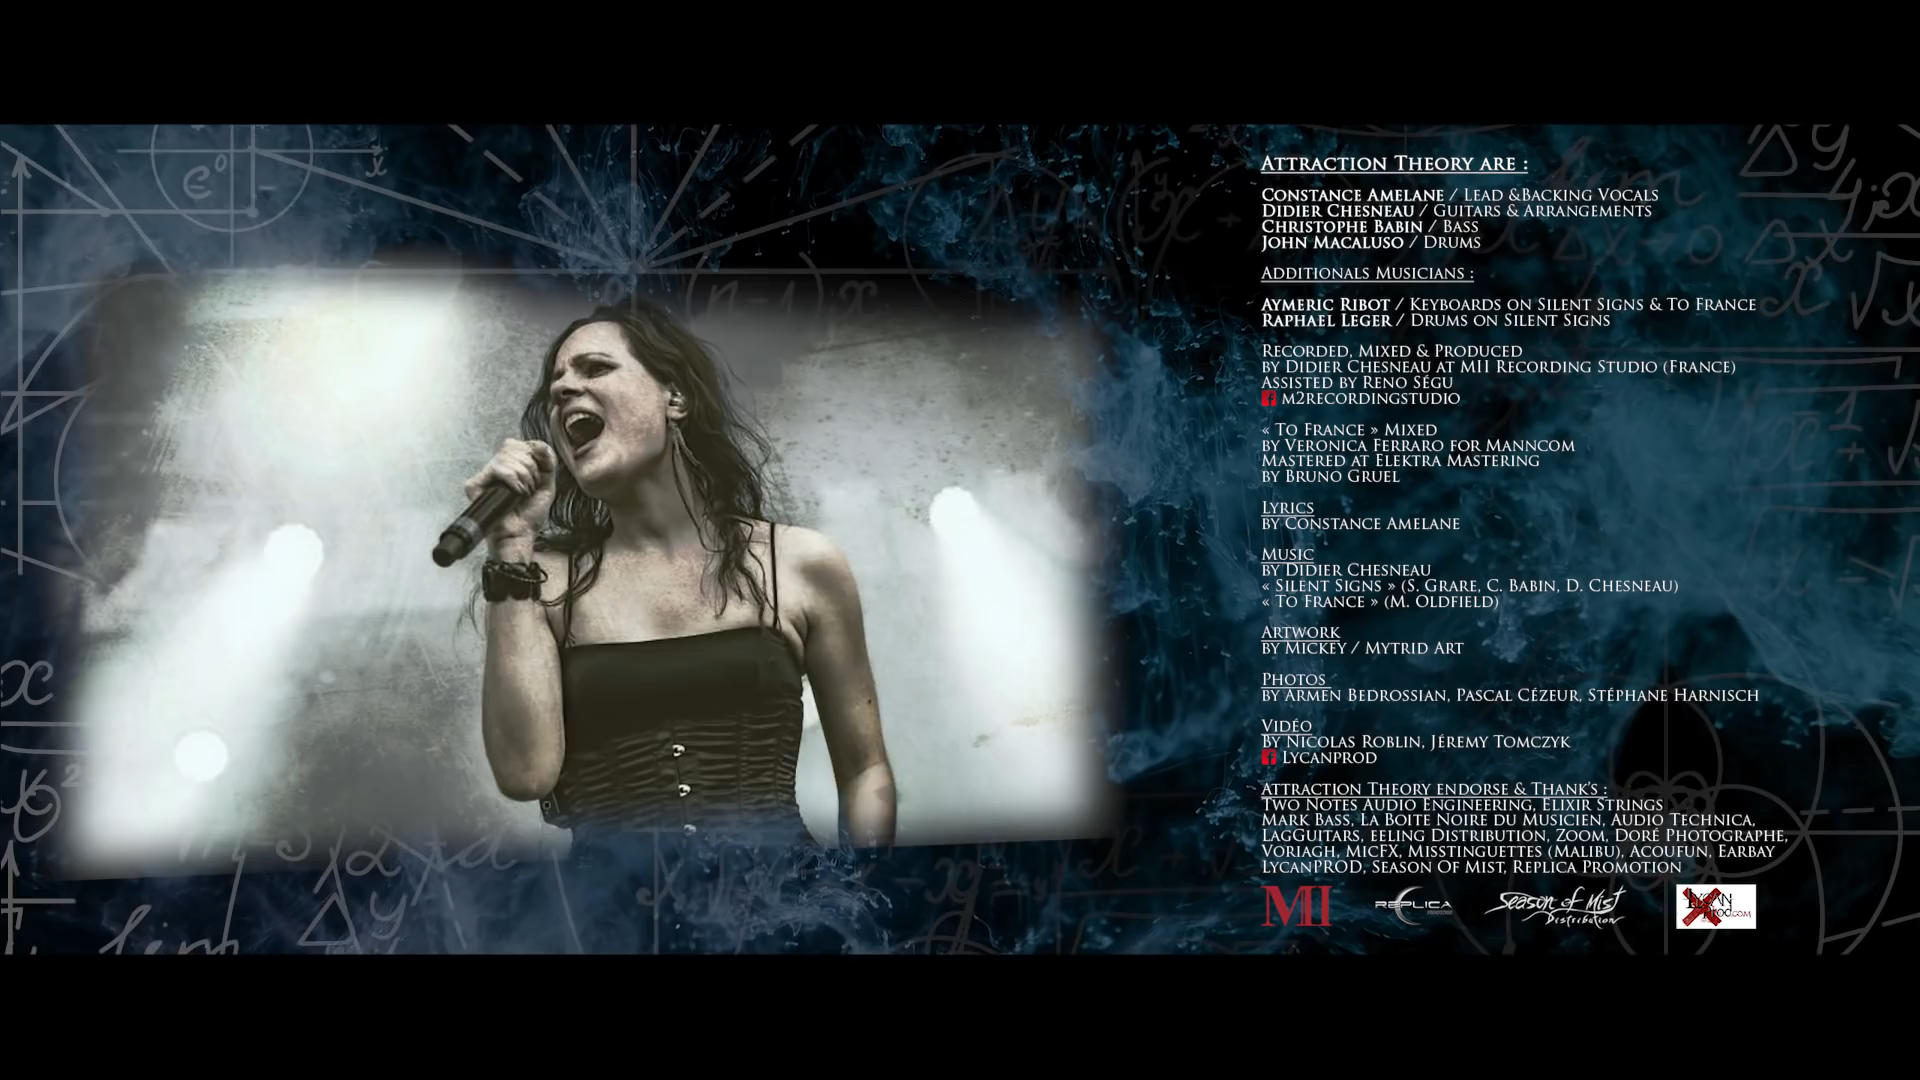 Attraction Theory are :
Constance Amelane / Lead &Backing Vocals
Didier Chesneau / Guitars & Arrangements
Christophe Babin / Bass
John Macaluso / Drums
Additionals Musicians :
Aymeric Ribot / Keyboards on Silent Signs & To France
Raphael Leger / Drums on Silent Signs
Recorded, Mixed & Produced
by Didier Chesneau at MII Recording Studio (France)
Assisted by Reno Ségu
m2recordingstudio
« To France » Mixed
by Veronica Ferraro for Manncom
Mastered at Elektra Mastering
by Bruno Gruel
Lyrics
by Constance Amelane
Music
by Didier Chesneau
« Silent Signs » (S. Grare, C. Babin, D. Chesneau)
« To France » (M. Oldfield)
Artwork
by Mickey / Mytrid Art
Photos
by Armen Bedrossian, Pascal Cézeur, Stéphane Harnisch
Vidéo
By Nicolas Roblin, Jéremy Tomczyk
Lycanprod
Attraction Theory endorse & Thank's :
Two Notes Audio Engineering, Elixir Strings
Mark Bass, La Boite Noire du Musicien, Audio Technica,
LagGuitars, eeling Distribution, Zoom, Doré Photographe,
Voriagh, MicFX, Misstinguettes (Malibu), Acoufun, Earbay
LycanPROD, Season Of Mist, Replica Promotion
MII REPLICA Season of Mist LYCAN
Distribution Prod.com